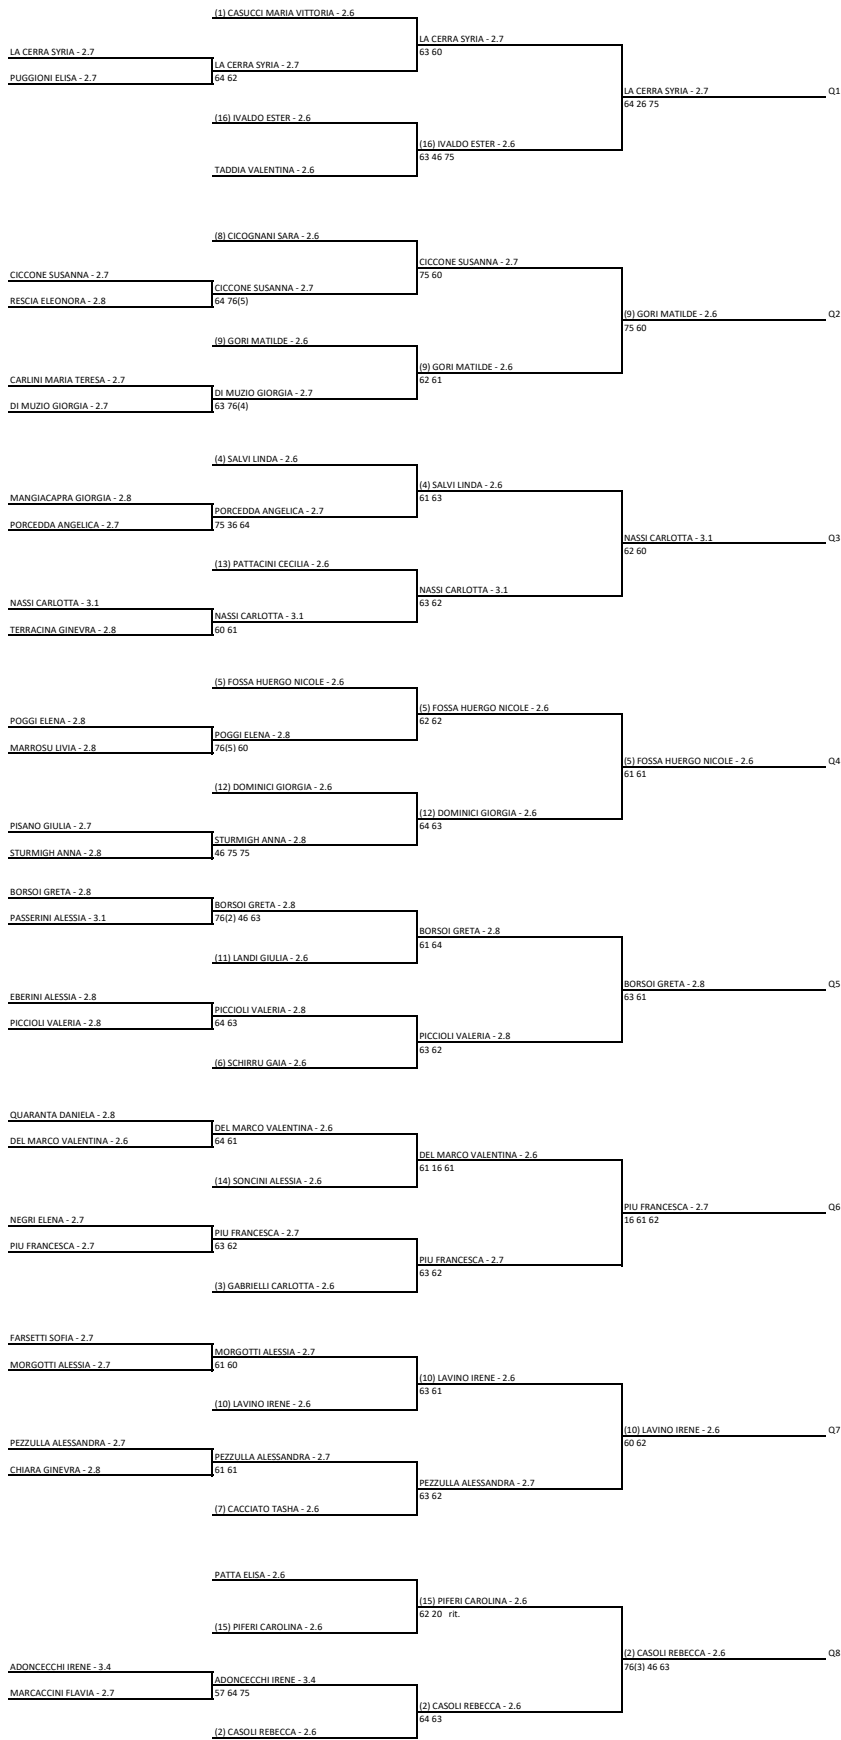 (1) CASUCCI MARIA VITTORIA - 2.6
LA CERRA SYRIA - 2.7
63 60
LA CERRA SYRIA - 2.7
LA CERRA SYRIA - 2.7
64 62
PUGGIONI ELISA - 2.7
LA CERRA SYRIA - 2.7 Q1
64 26 75
(16) IVALDO ESTER - 2.6
(16) IVALDO ESTER - 2.6
63 46 75
TADDIA VALENTINA - 2.6
(8) CICOGNANI SARA - 2.6
CICCONE SUSANNA - 2.7
75 60
CICCONE SUSANNA - 2.7
CICCONE SUSANNA - 2.7
64 76(5)
RESCIA ELEONORA - 2.8
(9) GORI MATILDE - 2.6 Q2
75 60
(9) GORI MATILDE - 2.6
(9) GORI MATILDE - 2.6
62 61
CARLINI MARIA TERESA - 2.7
DI MUZIO GIORGIA - 2.7
63 76(4)
DI MUZIO GIORGIA - 2.7
(4) SALVI LINDA - 2.6
(4) SALVI LINDA - 2.6
61 63
MANGIACAPRA GIORGIA - 2.8
PORCEDDA ANGELICA - 2.7
75 36 64
PORCEDDA ANGELICA - 2.7
NASSI CARLOTTA - 3.1 Q3
62 60
(13) PATTACINI CECILIA - 2.6
NASSI CARLOTTA - 3.1
63 62
NASSI CARLOTTA - 3.1
NASSI CARLOTTA - 3.1
60 61
TERRACINA GINEVRA - 2.8
(5) FOSSA HUERGO NICOLE - 2.6
(5) FOSSA HUERGO NICOLE - 2.6
62 62
POGGI ELENA - 2.8
POGGI ELENA - 2.8
76(5) 60
MARROSU LIVIA - 2.8
(5) FOSSA HUERGO NICOLE - 2.6 Q4
61 61
(12) DOMINICI GIORGIA - 2.6
(12) DOMINICI GIORGIA - 2.6
64 63
PISANO GIULIA - 2.7
STURMIGH ANNA - 2.8
46 75 75
STURMIGH ANNA - 2.8
BORSOI GRETA - 2.8
BORSOI GRETA - 2.8
76(2) 46 63
PASSERINI ALESSIA - 3.1
BORSOI GRETA - 2.8
61 64
(11) LANDI GIULIA - 2.6
BORSOI GRETA - 2.8 Q5
63 61
EBERINI ALESSIA - 2.8
PICCIOLI VALERIA - 2.8
64 63
PICCIOLI VALERIA - 2.8
PICCIOLI VALERIA - 2.8
63 62
(6) SCHIRRU GAIA - 2.6
QUARANTA DANIELA - 2.8
DEL MARCO VALENTINA - 2.6
64 61
DEL MARCO VALENTINA - 2.6
DEL MARCO VALENTINA - 2.6
61 16 61
(14) SONCINI ALESSIA - 2.6
PIU FRANCESCA - 2.7 Q6
16 61 62
NEGRI ELENA - 2.7
PIU FRANCESCA - 2.7
63 62
PIU FRANCESCA - 2.7
PIU FRANCESCA - 2.7
63 62
(3) GABRIELLI CARLOTTA - 2.6
FARSETTI SOFIA - 2.7
MORGOTTI ALESSIA - 2.7
61 60
MORGOTTI ALESSIA - 2.7
(10) LAVINO IRENE - 2.6
63 61
(10) LAVINO IRENE - 2.6
(10) LAVINO IRENE - 2.6 Q7
60 62
PEZZULLA ALESSANDRA - 2.7
PEZZULLA ALESSANDRA - 2.7
61 61
CHIARA GINEVRA - 2.8
PEZZULLA ALESSANDRA - 2.7
63 62
(7) CACCIATO TASHA - 2.6
PATTA ELISA - 2.6
(15) PIFERI CAROLINA - 2.6
62 20 rit.
(15) PIFERI CAROLINA - 2.6
(2) CASOLI REBECCA - 2.6 Q8
76(3) 46 63
ADONCECCHI IRENE - 3.4
ADONCECCHI IRENE - 3.4
57 64 75
MARCACCINI FLAVIA - 2.7
(2) CASOLI REBECCA - 2.6
64 63
(2) CASOLI REBECCA - 2.6